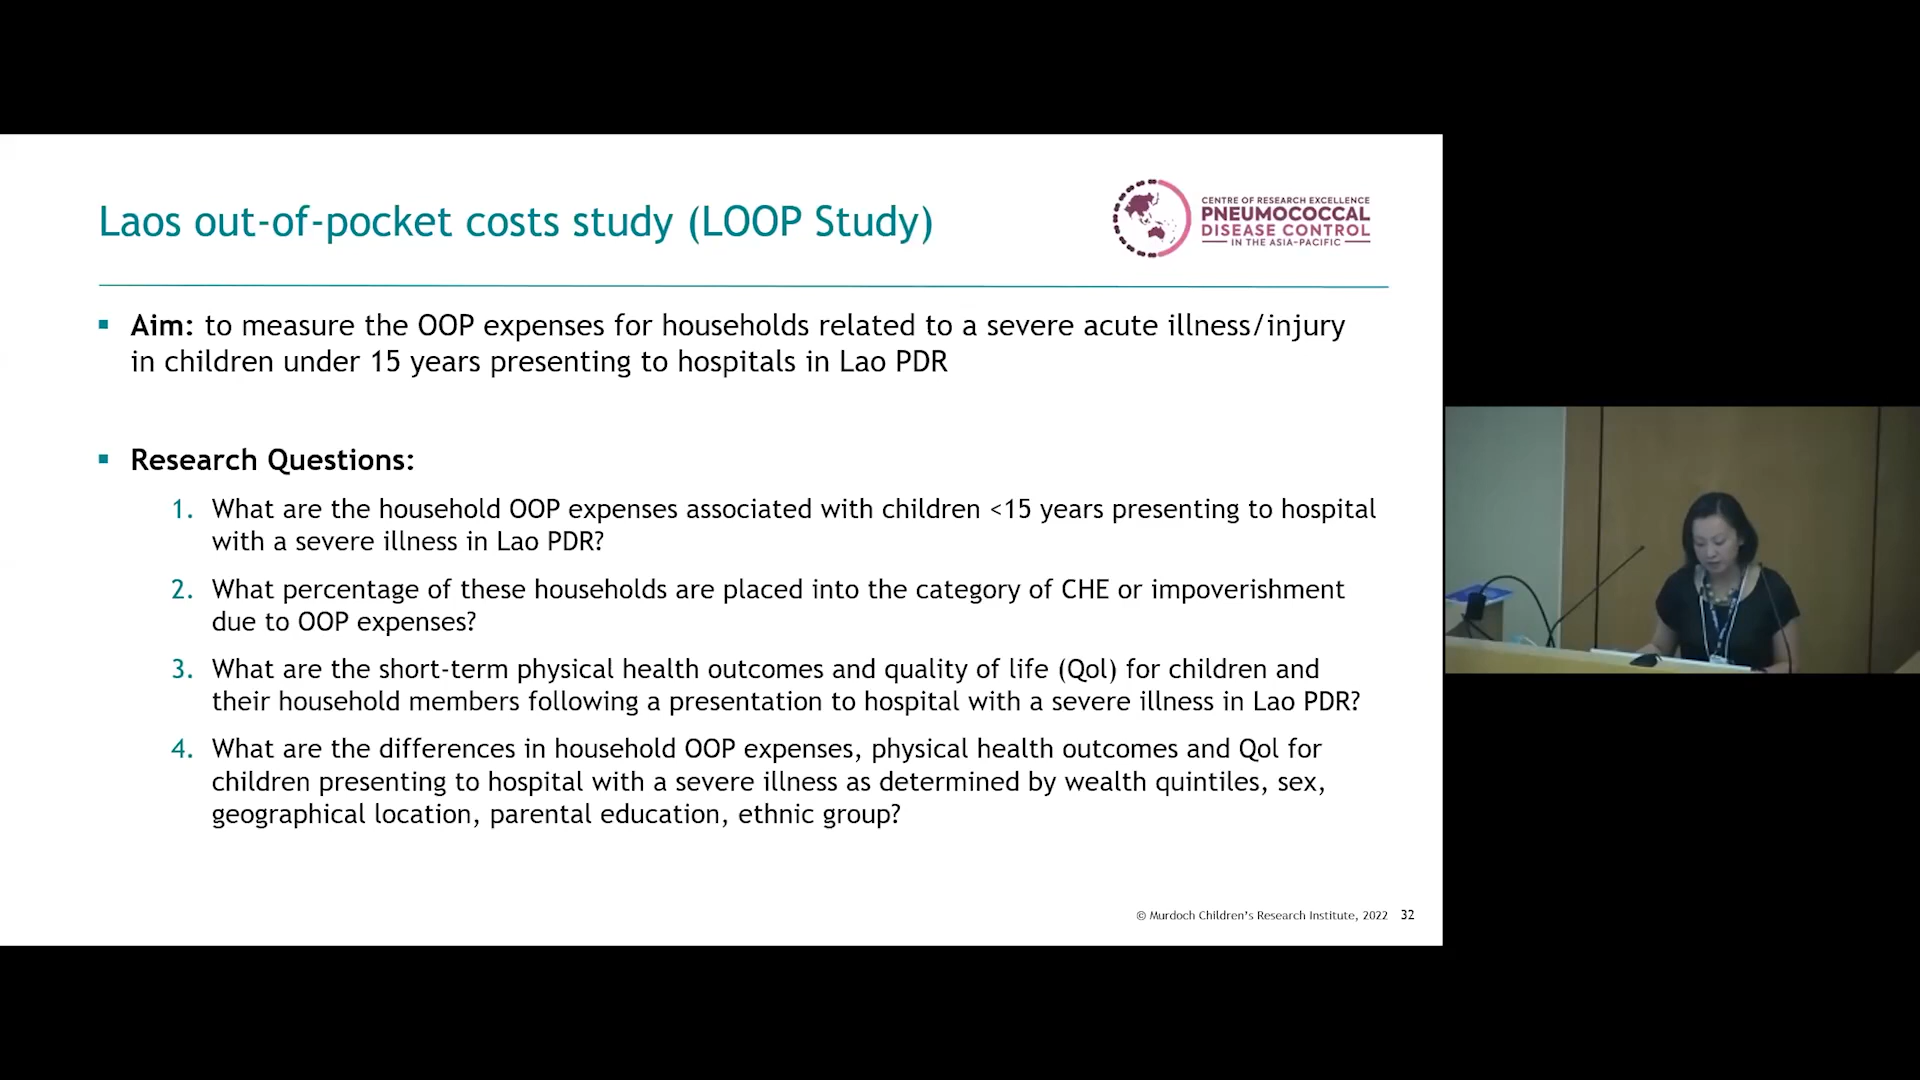 Laos out-of-pocket costs study (LOOP Study)
CENTRE OF RESEARCH EXCELLENCE
PNEUMOCOCCAL
DISEASE CONTROL
IN THE ASIA-PACIFIC
▪ Aim: to measure the OOP expenses for households related to a severe acute illness/injury
in children under 15 years presenting to hospitals in Lao PDR
▪ Research Questions:
1. What are the household OOP expenses associated with children <15 years presenting to hospital
with a severe illness in Lao PDR?
2. What percentage of these households are placed into the category of CHE or impoverishment
due to OOP expenses?
3. What are the short-term physical health outcomes and quality of life (Qol) for children and
their household members following a presentation to hospital with a severe illness in Lao PDR?
4. What are the differences in household OOP expenses, physical health outcomes and Qol for
children presenting to hospital with a severe illness as determined by wealth quintiles, sex,
geographical location, parental education, ethnic group?
© Murdoch Children's Research Institute, 2022 32